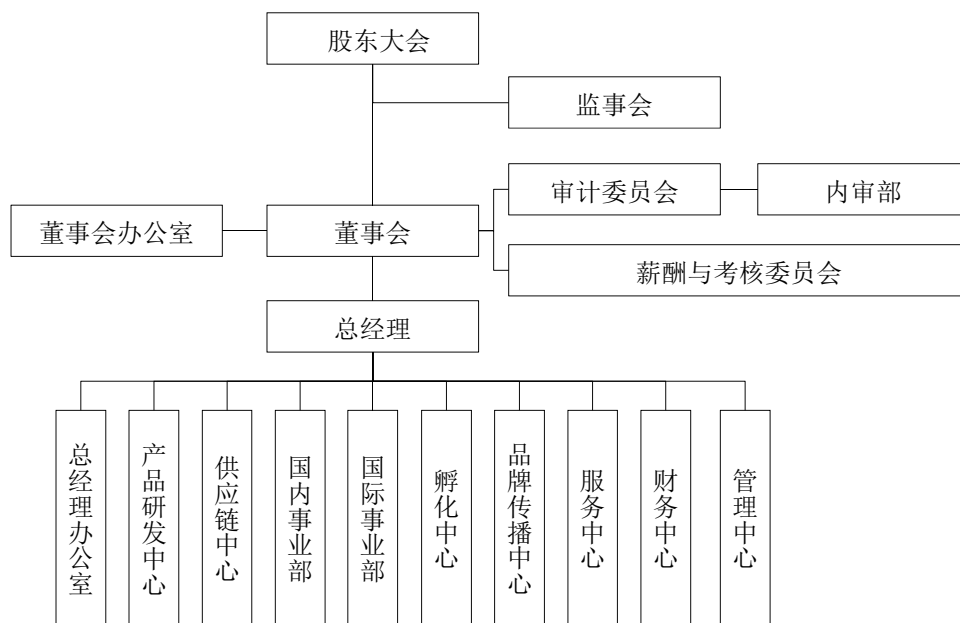 股东大会
监事会
审计委员会
内审部
董事会办公室
董事会
薪酬与考核委员会
总经理
总经理办公室
产品研发中心
供应链中心
国内事业部
国际事业部
孵化中心
品牌传播中心
服务中心
财务中心
管理中心